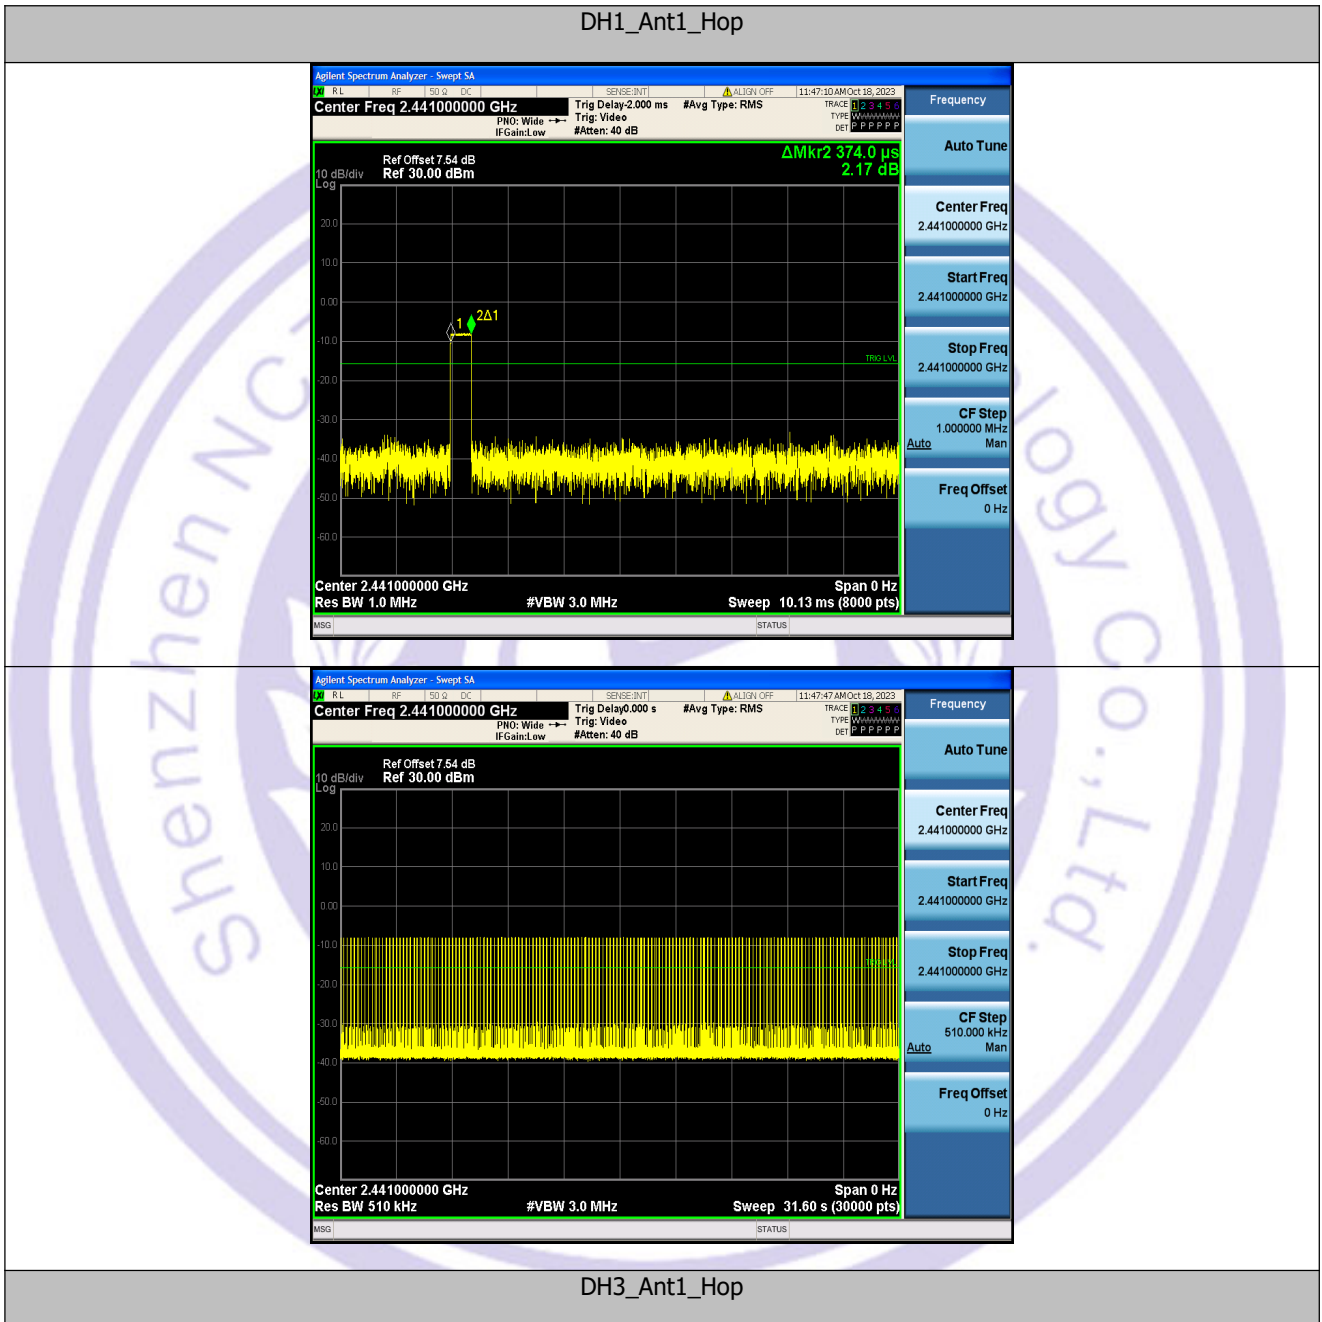 DH1_Ant1_Hop
Agilent Spectrum Analyzer - Swept SA
RL RF 50 Ω DC SENSE:INT ALIGN OFF 11:47:10 AM Oct 18, 2023
Center Freq 2.441000000 GHz
PNO: Wide
IFGain:Low
Trig Delay-2.000 ms
Trig: Video
#Atten: 40 dB
#Avg Type: RMS
TRACE 1 2 3 4 5 6
TYPE
DET P P P P P P
Ref Offset 7.54 dB
10 dB/div Ref 30.00 dBm
Log
ΔMkr2 374.0 µs
2.17 dB
20.0
10.0
0.00
-10.0
-20.0
-30.0
-40.0
-50.0
-60.0
1
2Δ1
TRIG LVL
Center 2.441000000 GHz Span 0 Hz
Res BW 1.0 MHz #VBW 3.0 MHz Sweep 10.13 ms (8000 pts)
MSG STATUS
Frequency
Auto Tune
Center Freq
2.441000000 GHz
Start Freq
2.441000000 GHz
Stop Freq
2.441000000 GHz
CF Step
1.000000 MHz
Auto Man
Freq Offset
0 Hz
Agilent Spectrum Analyzer - Swept SA
RL RF 50 Ω DC SENSE:INT ALIGN OFF 11:47:47 AM Oct 18, 2023
Center Freq 2.441000000 GHz
PNO: Wide
IFGain:Low
Trig Delay0.000 s
Trig: Video
#Atten: 40 dB
#Avg Type: RMS
TRACE 1 2 3 4 5 6
TYPE
DET P P P P P P
Ref Offset 7.54 dB
10 dB/div Ref 30.00 dBm
Log
20.0
10.0
0.00
-10.0
-20.0
-30.0
-40.0
-50.0
-60.0
Center 2.441000000 GHz Span 0 Hz
Res BW 510 kHz #VBW 3.0 MHz Sweep 31.60 s (30000 pts)
MSG STATUS
Frequency
Auto Tune
Center Freq
2.441000000 GHz
Start Freq
2.441000000 GHz
Stop Freq
2.441000000 GHz
CF Step
510.000 kHz
Auto Man
Freq Offset
0 Hz
DH3_Ant1_Hop
Shenzhen
Co., Ltd.